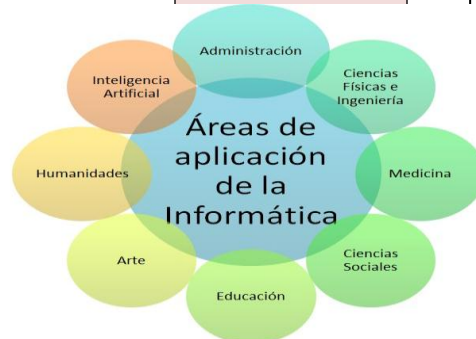 Administración
Ciencias
Físicas e
Ingeniería
Medicina
Ciencias
Sociales
Educación
Arte
Humanidades
Inteligencia
Artificial
Áreas de
aplicación
de la
Informática